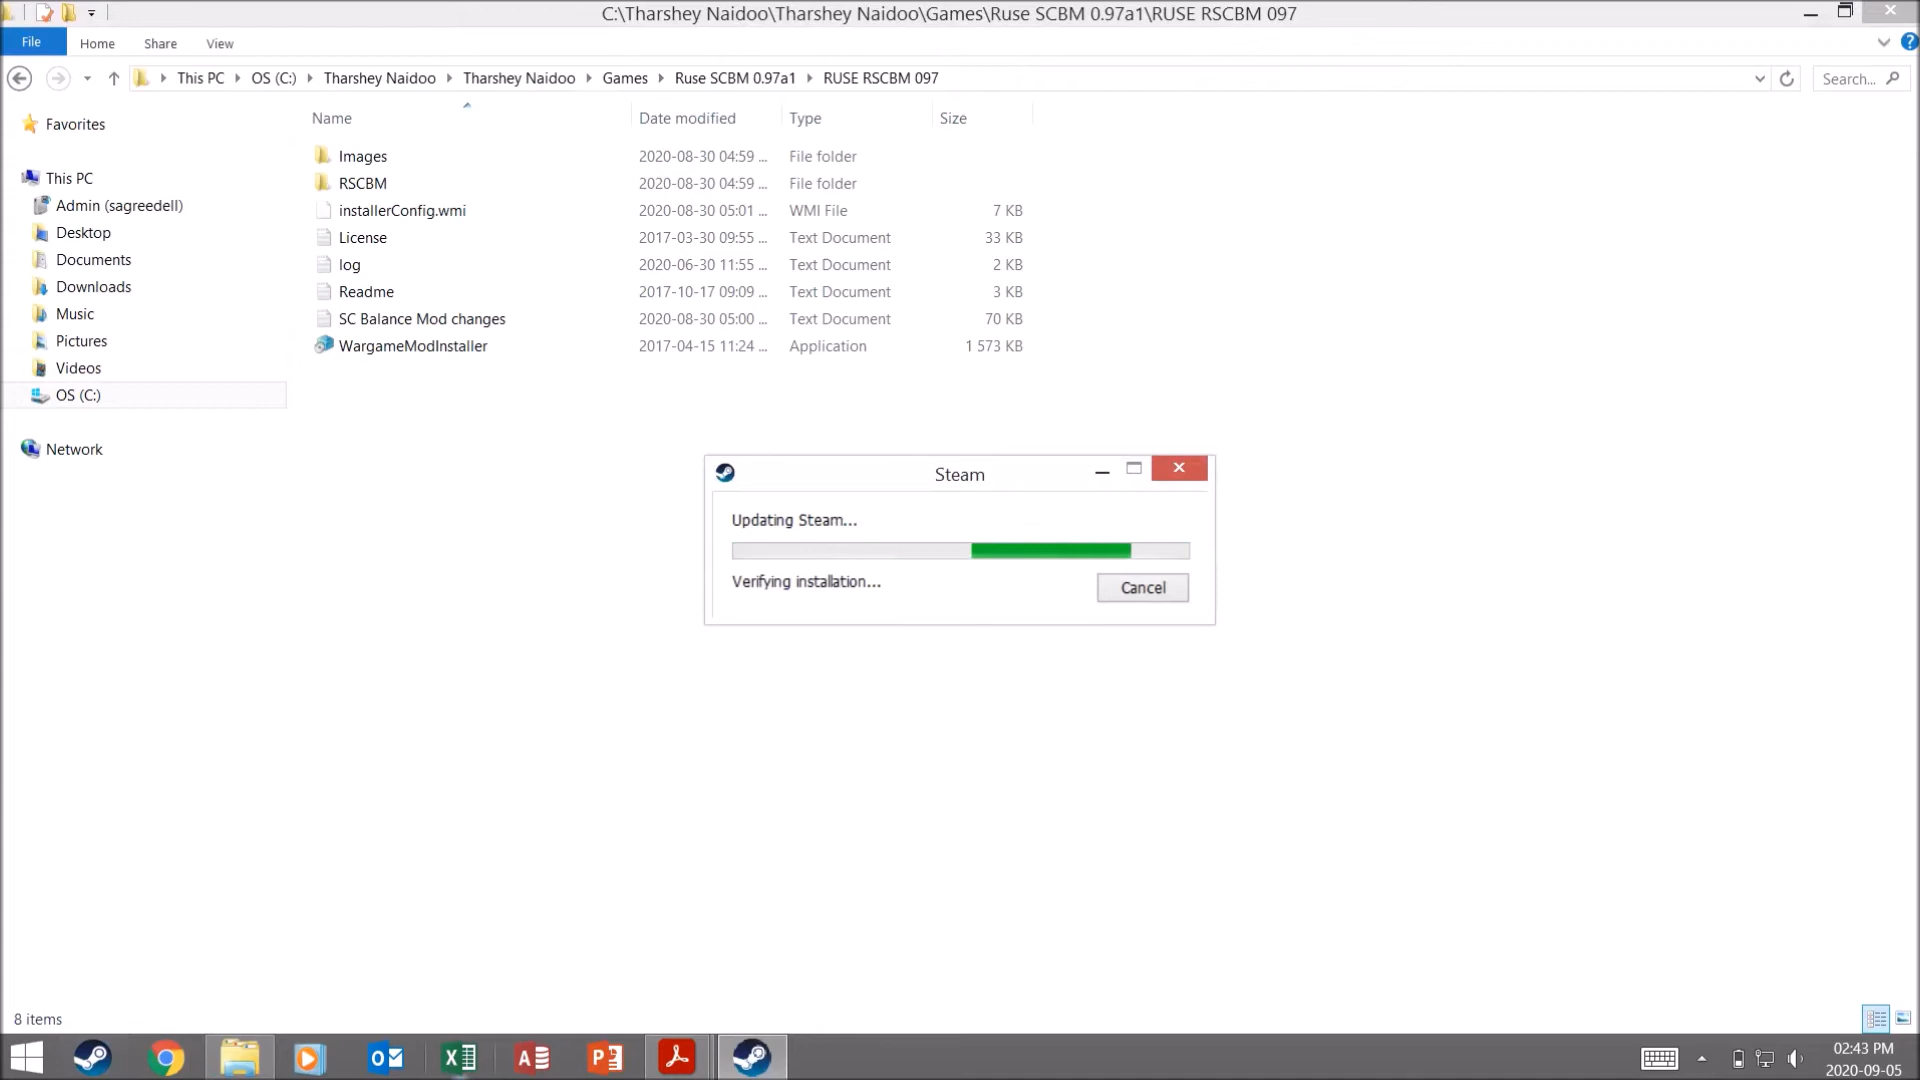 C:\Tharshey Naidoo\Tharshey Naidoo\Games\Ruse SCBM 0.97a1\RUSE RSCBM 097
File Home Share View
This PC OS (C:) Tharshey Naidoo Tharshey Naidoo Games Ruse SCBM 0.97a1 RUSE RSCBM 097 Search...
Name Date modified Type Size
Favorites
This PC
Admin (sagreedell)
Desktop
Documents
Downloads
Music
Pictures
Videos
OS (C:)
Network
Images 2020-08-30 04:59 ... File folder
RSCBM 2020-08-30 04:59 ... File folder
installerConfig.wmi 2020-08-30 05:01 ... WMI File 7 KB
License 2017-03-30 09:55 ... Text Document 33 KB
log 2020-06-30 11:55 ... Text Document 2 KB
Readme 2017-10-17 09:09 ... Text Document 3 KB
SC Balance Mod changes 2020-08-30 05:00 ... Text Document 70 KB
WargameModInstaller 2017-04-15 11:24 ... Application 1 573 KB
Steam
Updating Steam...
Verifying installation...
Cancel
8 items
02:43 PM
2020-09-05